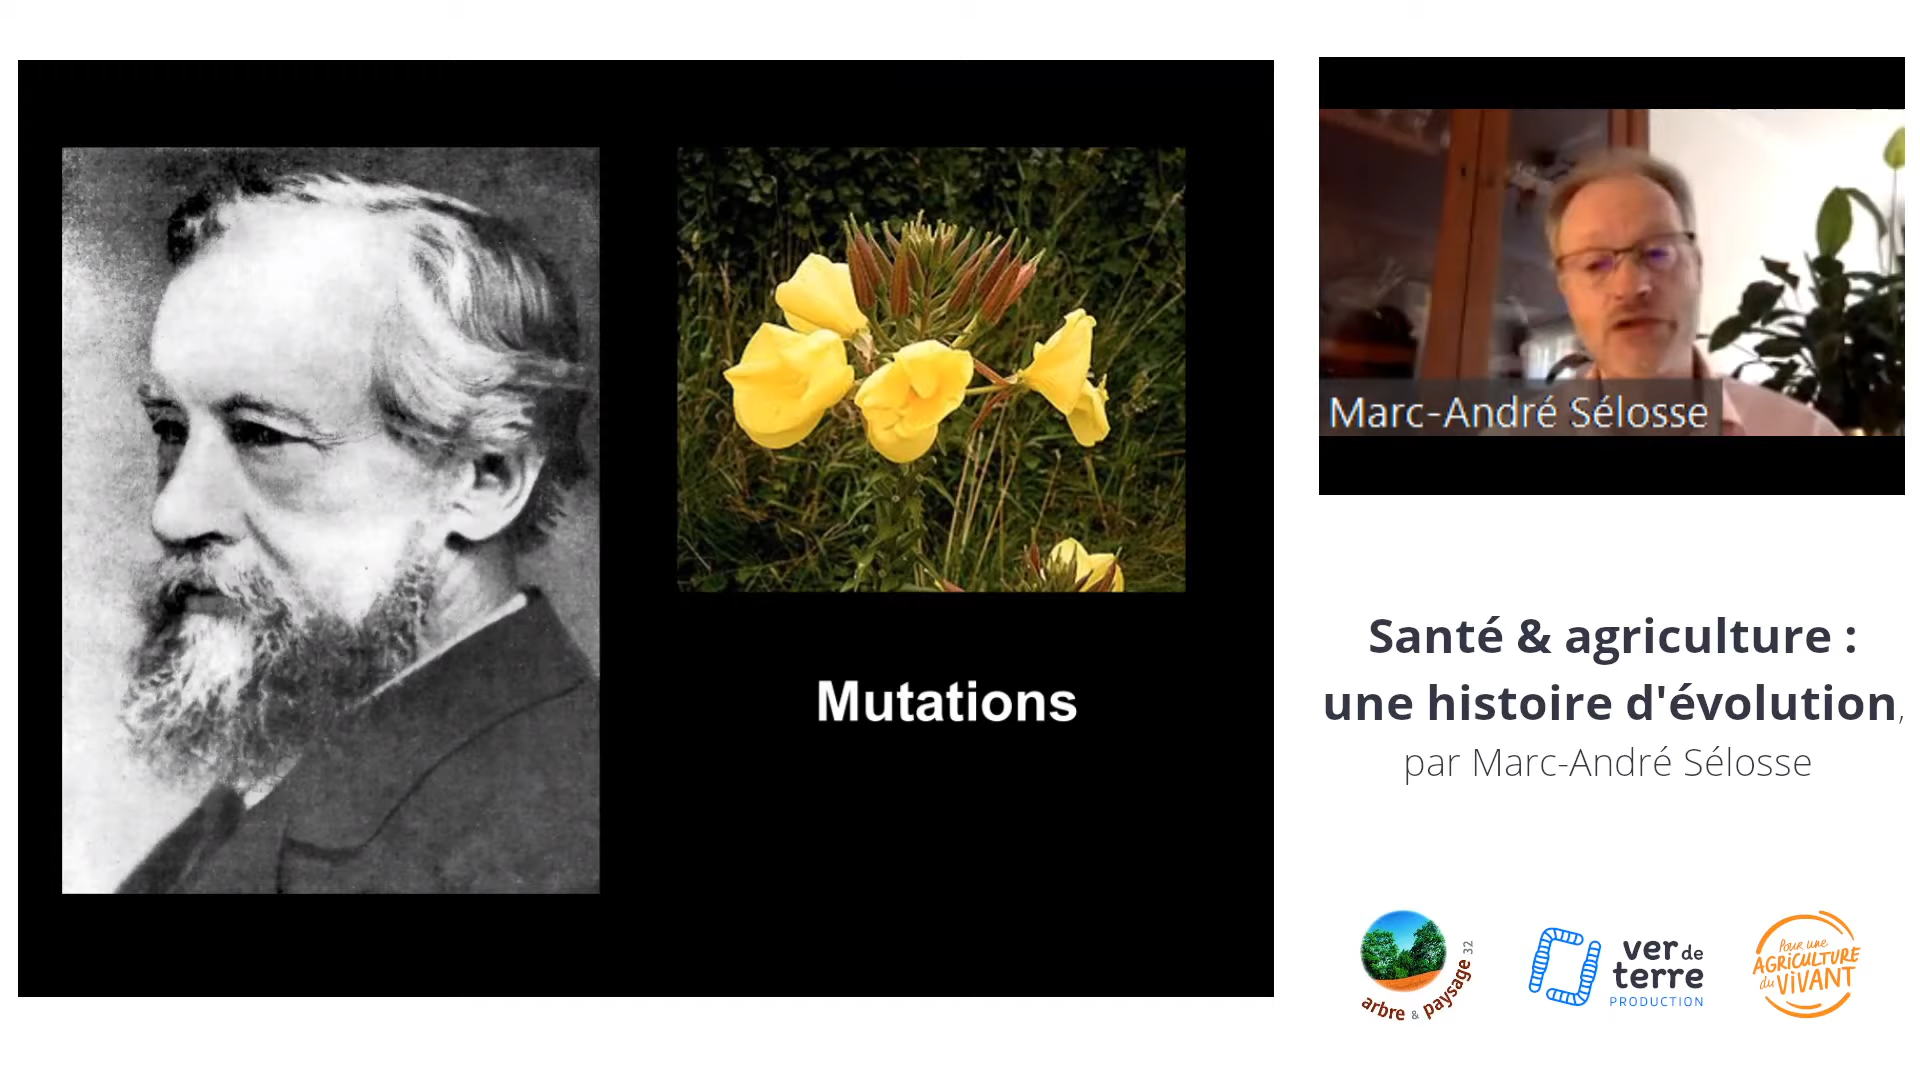 Mutations
Marc-André Sélosse
Santé & agriculture :
une histoire d'évolution,
par Marc-André Sélosse
arbre & paysage 32
ver de
terre
PRODUCTION
Pour une
AGRICULTURE
du VIVANT